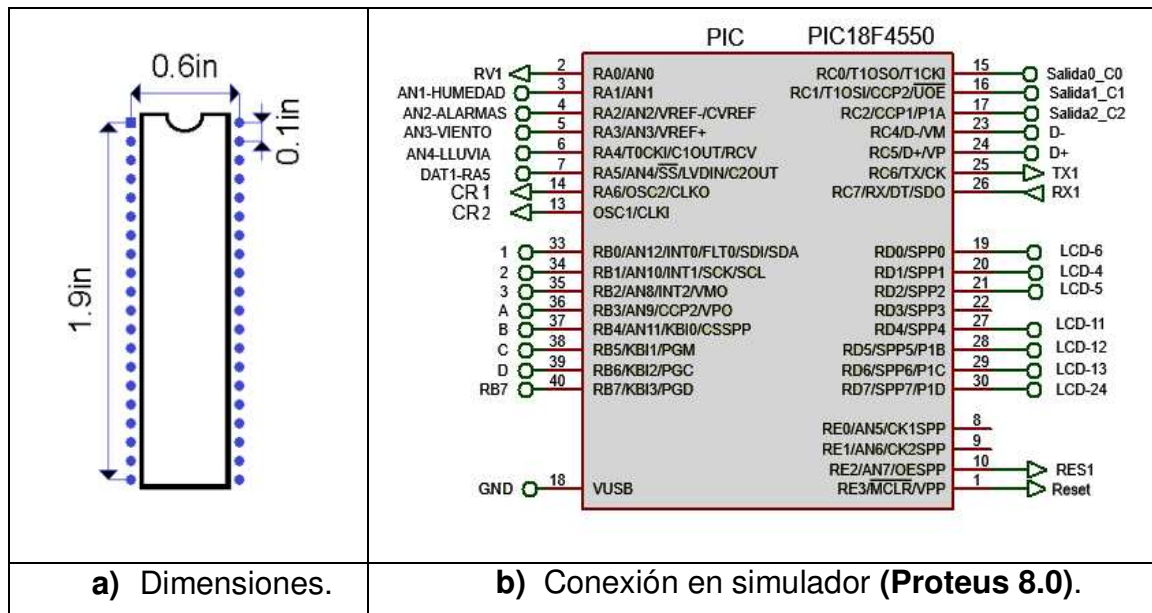 0.6in
0.1in
1.9in
a) Dimensiones.
PIC PIC18F4550
RV1 2 RA0/AN0
AN1-HUMEDAD 3 RA1/AN1
AN2-ALARMAS 4 RA2/AN2/VREF-/CVREF
AN3-VIENTO 5 RA3/AN3/VREF+
AN4-LLUVIA 6 RA4/T0CKI/C1OUT/RCV
DAT1-RA5 7 RA5/AN4/SS/LVDIN/C2OUT
CR1 14 RA6/OSC2/CLKO
CR2 13 OSC1/CLKI
1 33 RB0/AN12/INT0/FLT0/SDI/SDA
2 34 RB1/AN10/INT1/SCK/SCL
3 35 RB2/AN8/INT2/VMO
A 36 RB3/AN9/CCP2/VPO
B 37 RB4/AN11/KBI0/CSSPP
C 38 RB5/KBI1/PGM
D 39 RB6/KBI2/PGC
RB7 40 RB7/KBI3/PGD
GND 18 VUSB
RC0/T1OSO/T1CKI 15 Salida0_C0
RC1/T1OSI/CCP2/UOE 16 Salida1_C1
RC2/CCP1/P1A 17 Salida2_C2
RC4/D-/VM 23 D-
RC5/D+/VP 24 D+
RC6/TX/CK 25 TX1
RC7/RX/DT/SDO 26 RX1
RD0/SPP0 19 LCD-6
RD1/SPP1 20 LCD-4
RD2/SPP2 21 LCD-5
RD3/SPP3 22
RD4/SPP4 27 LCD-11
RD5/SPP5/P1B 28 LCD-12
RD6/SPP6/P1C 29 LCD-13
RD7/SPP7/P1D 30 LCD-24
RE0/AN5/CK1SPP 8
RE1/AN6/CK2SPP 9
RE2/AN7/OESPP 10 RES1
RE3/MCLR/VPP 1 Reset
b) Conexión en simulador (Proteus 8.0).